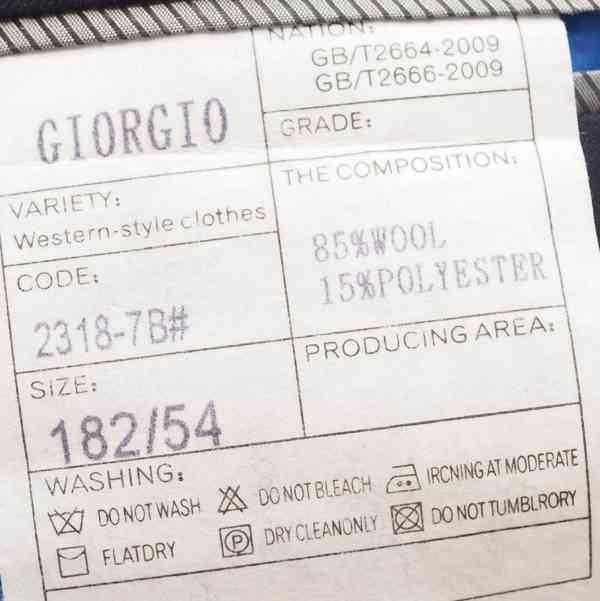 NATION:
GB/T2664-2009
GB/T2666-2009
GIORGIO
GRADE:
VARIETY:
Western-style clothes
THE COMPOSITION:
85%WOOL
15%POLYESTER
CODE:
2318-7B#
PRODUCING AREA:
SIZE:
182/54
WASHING:
DO NOT WASH
DO NOT BLEACH
IRCNING AT MODERATE
FLATDRY
P
DRY CLEANONLY
DO NOT TUMBLRORY